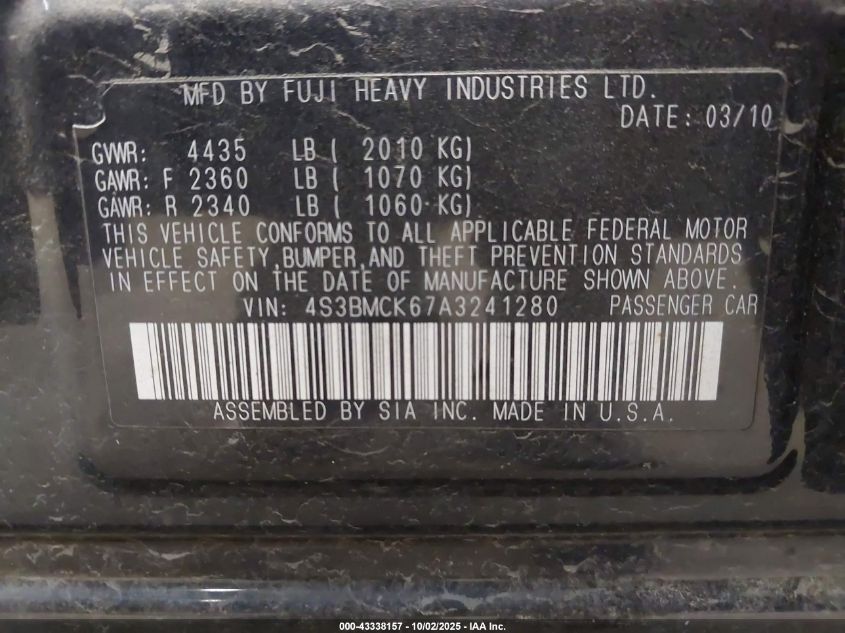 MFD BY FUJI HEAVY INDUSTRIES LTD.
DATE: 03/10
GVWR: 4435 LB ( 2010 KG)
GAWR: F 2360 LB ( 1070 KG)
GAWR: R 2340 LB ( 1060 KG)
THIS VEHICLE CONFORMS TO ALL APPLICABLE FEDERAL MOTOR
VEHICLE SAFETY, BUMPER, AND THEFT PREVENTION STANDARDS
IN EFFECT ON THE DATE OF MANUFACTURE SHOWN ABOVE.
VIN: 4S3BMCK67A3241280 PASSENGER CAR
ASSEMBLED BY SIA INC. MADE IN U.S.A.
000-43338157 - 10/02/2025 - IAA Inc.